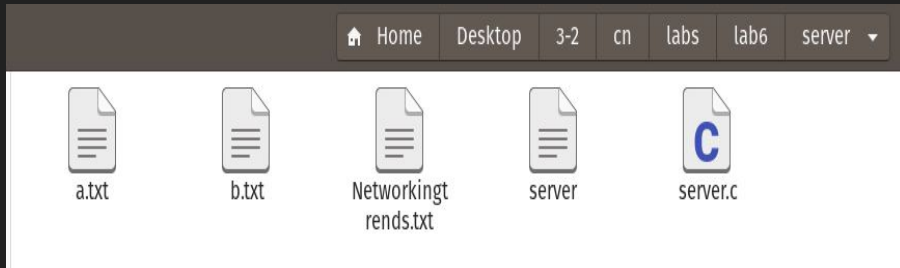 Home Desktop 3-2 cn labs lab6 server
a.txt b.txt Networkingt server server.c
rends.txt